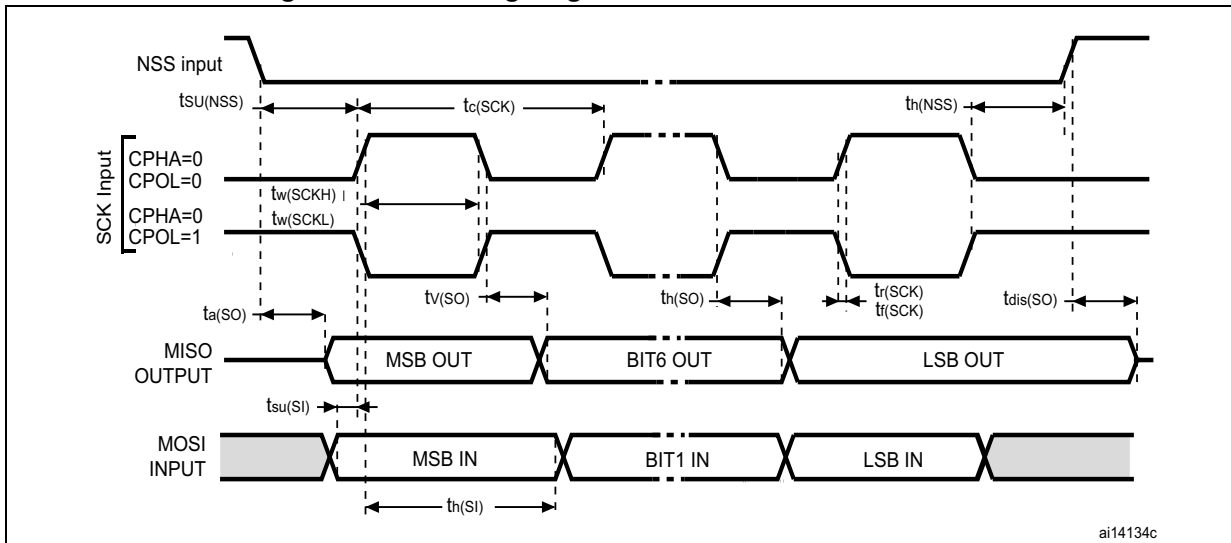 NSS input
tSU(NSS)
tc(SCK)
th(NSS)
SCK Input
CPHA=0
CPOL=0
tw(SCKH)
CPHA=0
CPOL=1
tw(SCKL)
tV(SO)
th(SO)
tr(SCK)
tf(SCK)
tdis(SO)
ta(SO)
MISO
OUTPUT
MSB OUT
BIT6 OUT
LSB OUT
tsu(SI)
MOSI
INPUT
MSB IN
BIT1 IN
LSB IN
th(SI)
ai14134c